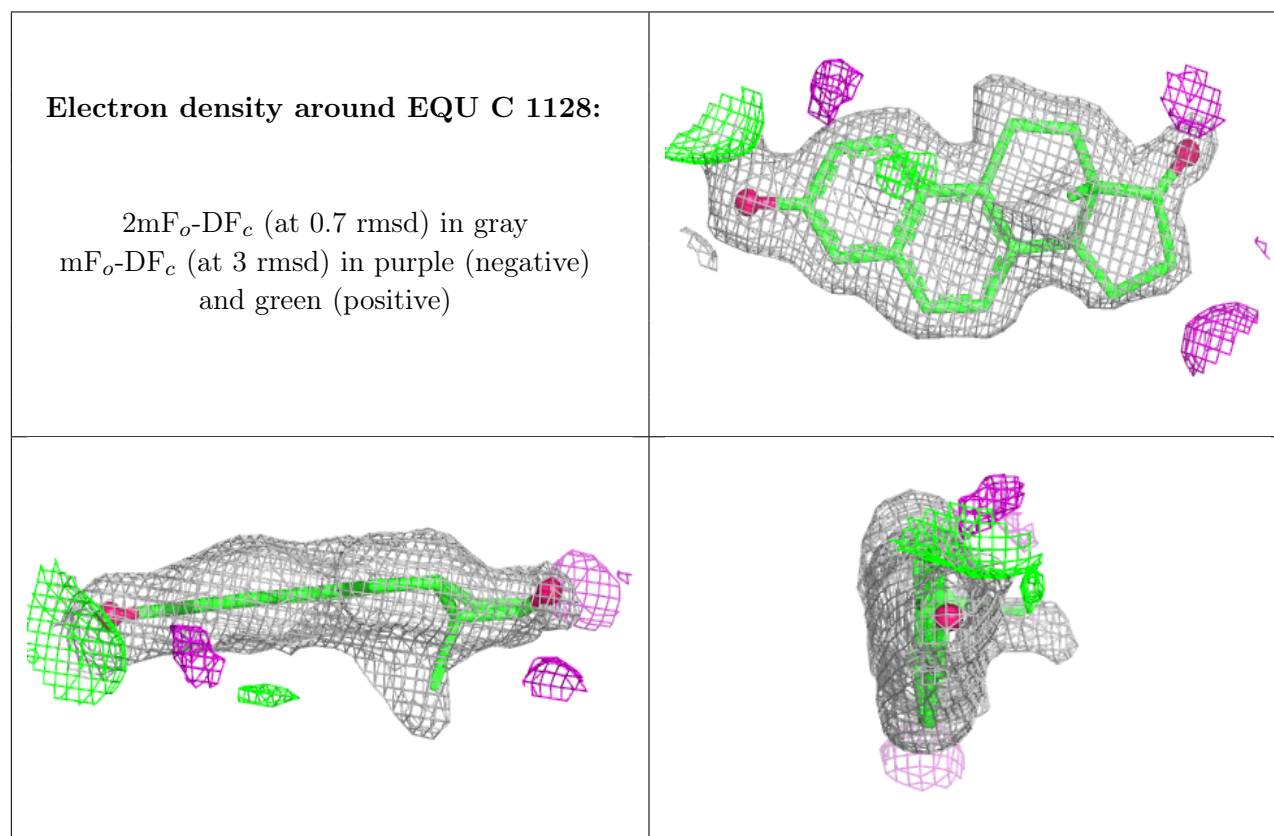 Electron density around EQU C 1128:
2mFo-DFc (at 0.7 rmsd) in gray
mFo-DFc (at 3 rmsd) in purple (negative)
and green (positive)